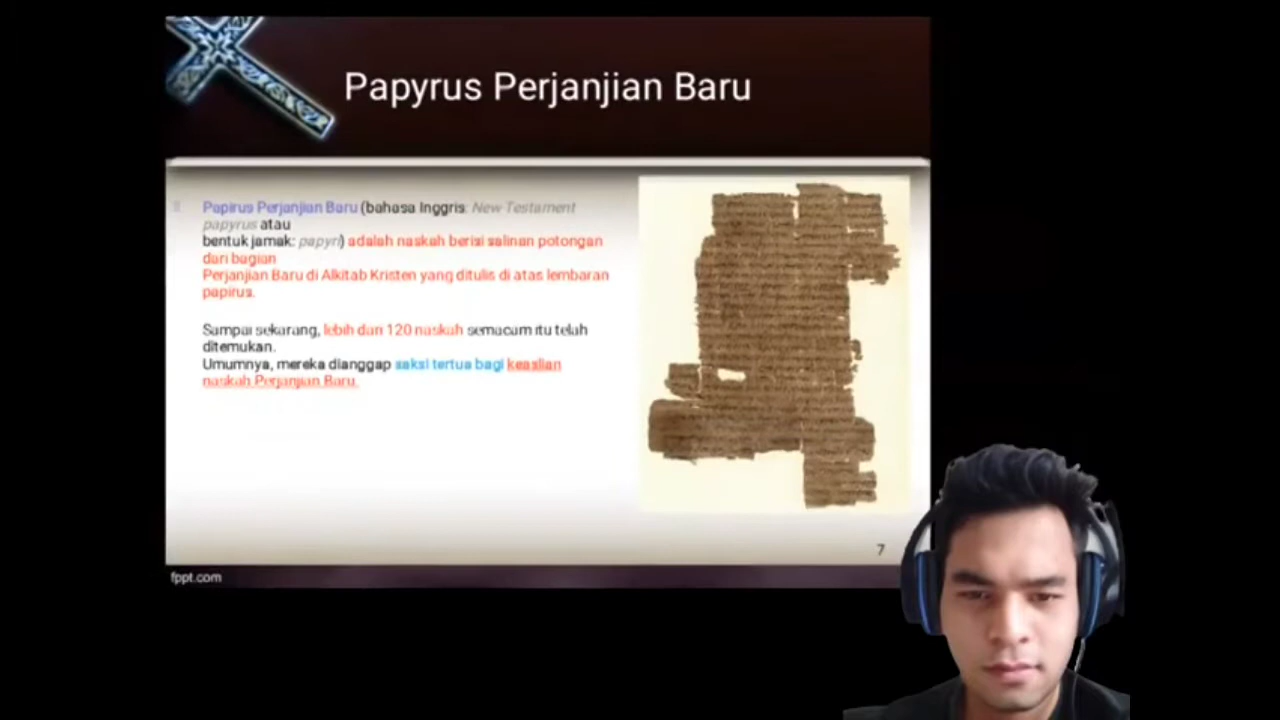 Papyrus Perjanjian Baru
Papirus Perjanjian Baru (bahasa Inggris: New Testament
papyrus atau
bentuk jamak: papyri) adalah naskah berisi salinan potongan
dari bagian
Perjanjian Baru di Alkitab Kristen yang ditulis di atas lembaran
papirus.
Sampai sekarang, lebih dari 120 naskah semacam itu telah
ditemukan.
Umumnya, mereka dianggap saksi tertua bagi keaslian
naskah Perjanjian Baru.
7
fppt.com